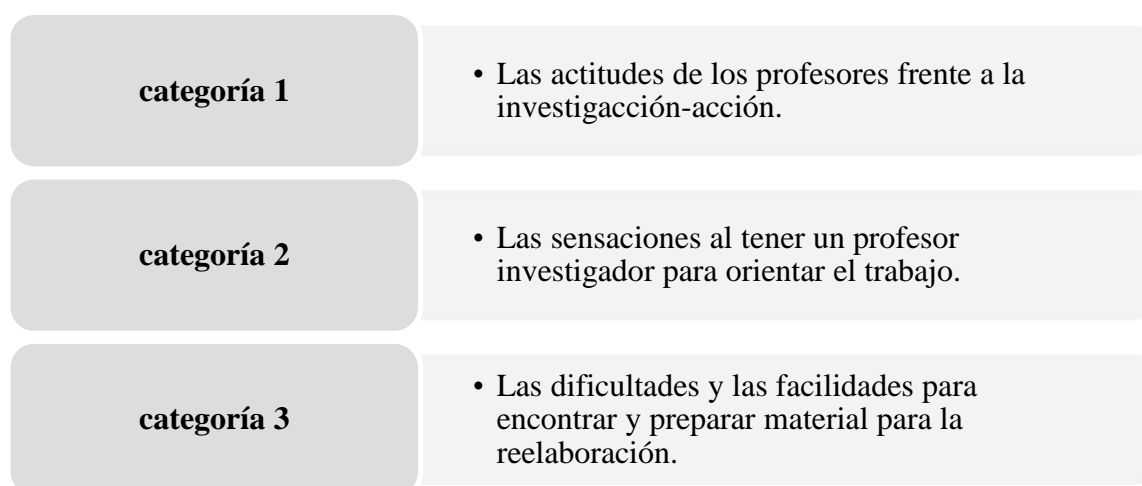 categoría 1
• Las actitudes de los profesores frente a la
investigacción-acción.
categoría 2
• Las sensaciones al tener un profesor
investigador para orientar el trabajo.
categoría 3
• Las dificultades y las facilidades para
encontrar y preparar material para la
reelaboración.